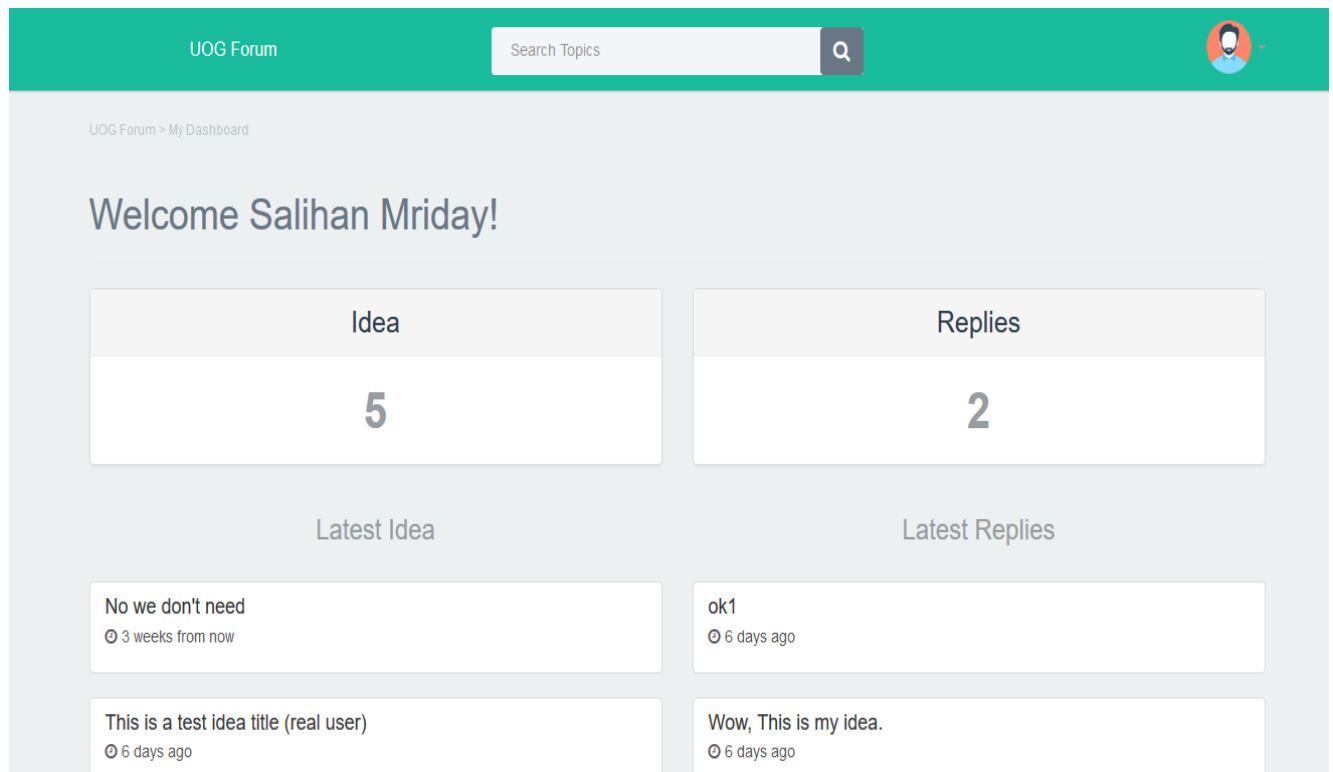 UOG Forum
Search Topics
UOG Forum > My Dashboard
Welcome Salihan Mriday!
Idea
5
Replies
2
Latest Idea
No we don't need
3 weeks from now
This is a test idea title (real user)
6 days ago
Latest Replies
ok1
6 days ago
Wow, This is my idea.
6 days ago